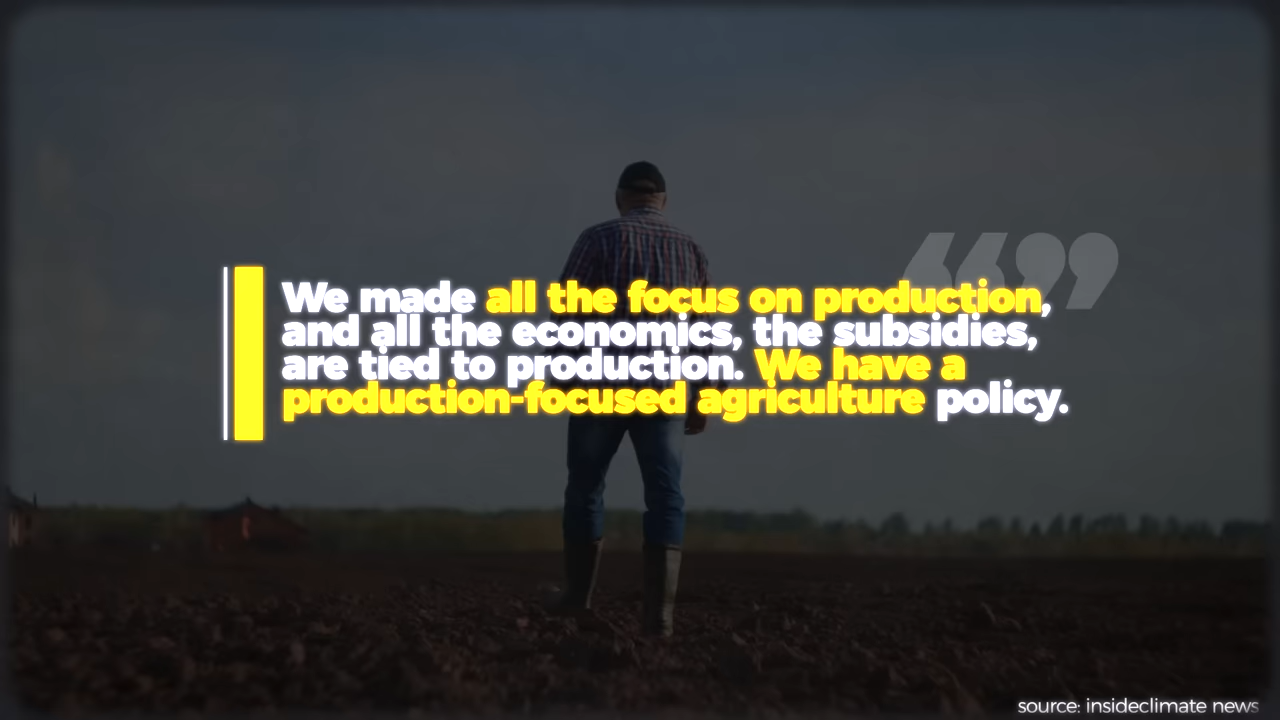 We made all the focus on production,
and all the economics, the subsidies,
are tied to production. We have a
production-focused agriculture policy.
source: insideclimate news